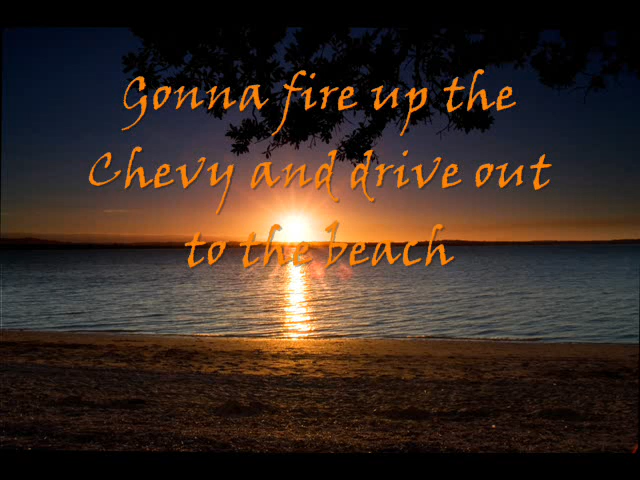 Gonna fire up the
Chevy and drive out
to the beach